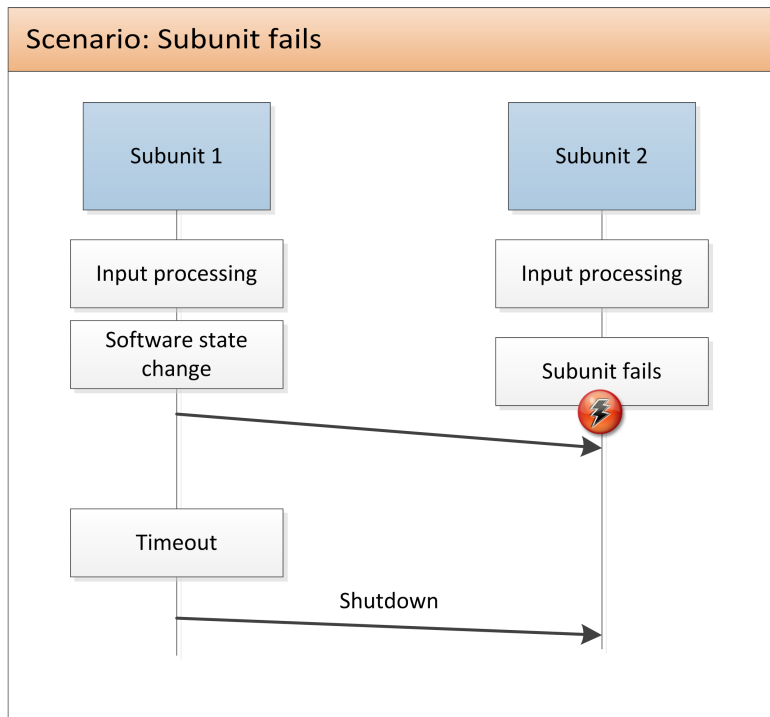 Scenario: Subunit fails
Subunit 1
Subunit 2
Input processing
Input processing
Software state
change
Subunit fails
Timeout
Shutdown